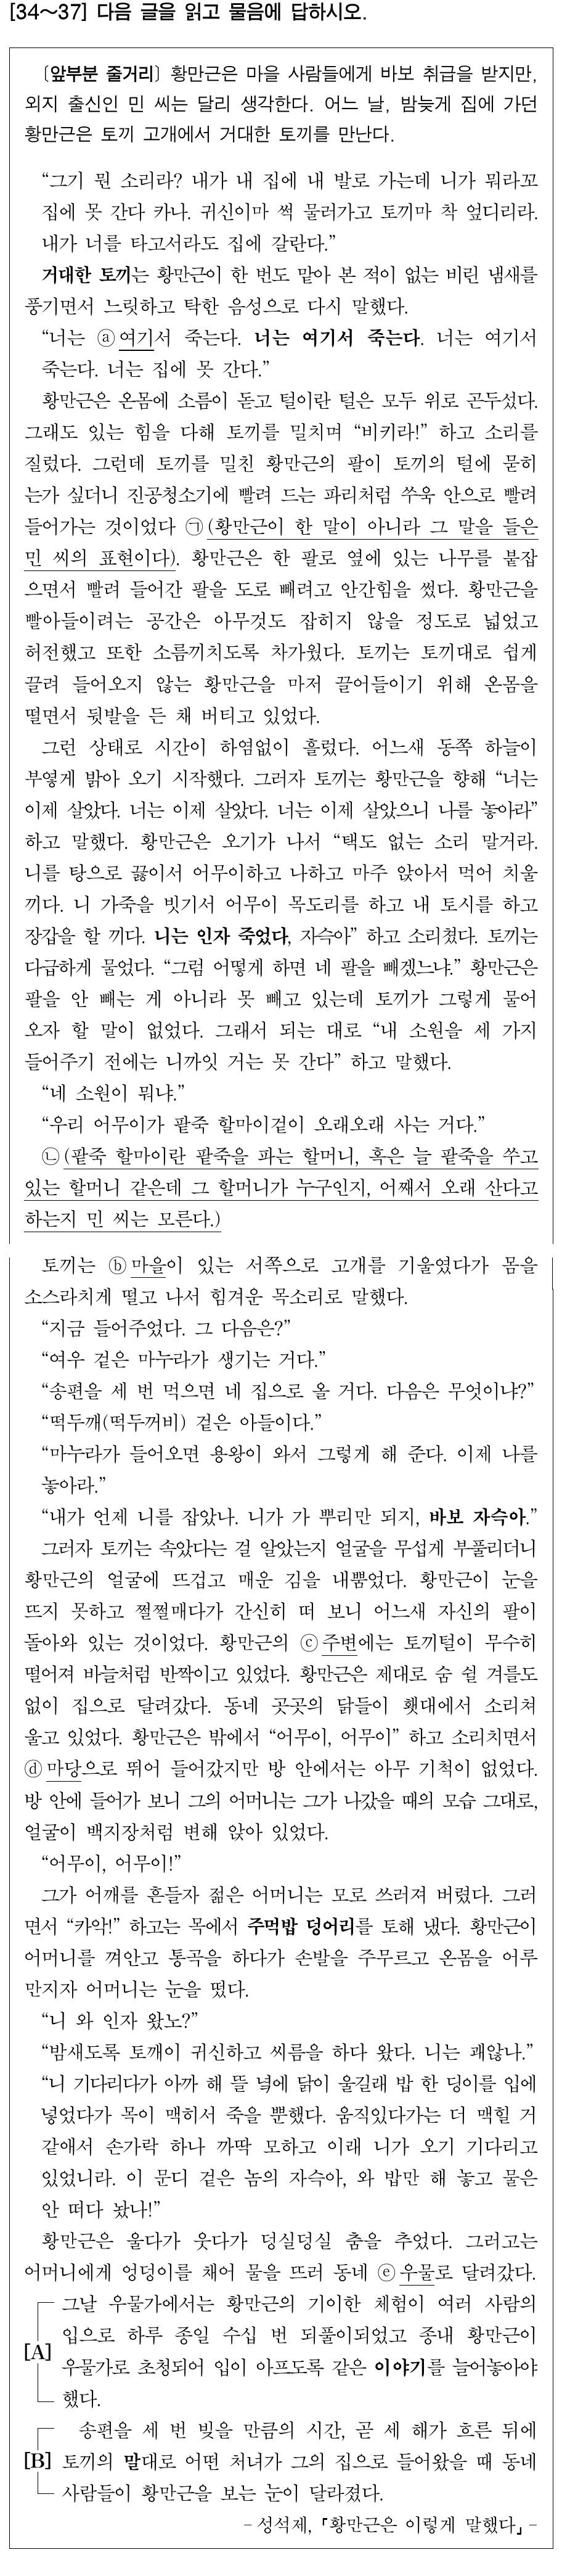 [34～37] 다음 글을 읽고 물음에 답하시오.
〔앞부분 줄거리〕 황만근은 마을 사람들에게 바보 취급을 받지만,
외지 출신인 민 씨는 달리 생각한다. 어느 날, 밤늦게 집에 가던
황만근은 토끼 고개에서 거대한 토끼를 만난다.
“그기 뭔 소리라? 내가 내 집에 내 발로 가는데 니가 뭐라꼬
집에 못 간다 카나. 귀신이마 썩 물러가고 토끼마 착 엎디리라.
내가 너를 타고서라도 집에 갈란다.”
거대한 토끼는 황만근이 한 번도 맡아 본 적이 없는 비린 냄새를
풍기면서 느릿하고 탁한 음성으로 다시 말했다.
“너는 ⓐ여기서 죽는다. 너는 여기서 죽는다. 너는 여기서
죽는다. 너는 집에 못 간다.”
황만근은 온몸에 소름이 돋고 털이란 털은 모두 위로 곤두섰다.
그래도 있는 힘을 다해 토끼를 밀치며 “비키라!” 하고 소리를
질렀다. 그런데 토끼를 밀친 황만근의 팔이 토끼의 털에 묻히
는가 싶더니 진공청소기에 빨려 드는 파리처럼 쑤욱 안으로 빨려
들어가는 것이었다 ㉠(황만근이 한 말이 아니라 그 말을 들은
민 씨의 표현이다). 황만근은 한 팔로 옆에 있는 나무를 붙잡
으면서 빨려 들어간 팔을 도로 빼려고 안간힘을 썼다. 황만근을
빨아들이려는 공간은 아무것도 잡히지 않을 정도로 넓었고
허전했고 또한 소름끼치도록 차가웠다. 토끼는 토끼대로 쉽게
끌려 들어오지 않는 황만근을 마저 끌어들이기 위해 온몸을
떨면서 뒷발을 든 채 버티고 있었다.
그런 상태로 시간이 하염없이 흘렀다. 어느새 동쪽 하늘이
부옇게 밝아 오기 시작했다. 그러자 토끼는 황만근을 향해 “너는
이제 살았다. 너는 이제 살았다. 너는 이제 살았으니 나를 놓아라”
하고 말했다. 황만근은 오기가 나서 “택도 없는 소리 말거라.
니를 탕으로 끓이서 어무이하고 나하고 마주 앉아서 먹어 치울
끼다. 니 가죽을 빗기서 어무이 목도리를 하고 내 토시를 하고
장갑을 할 끼다. 니는 인자 죽었다, 자슥아” 하고 소리쳤다. 토끼는
다급하게 물었다. “그럼 어떻게 하면 네 팔을 빼겠느냐.” 황만근은
팔을 안 빼는 게 아니라 못 빼고 있는데 토끼가 그렇게 물어
오자 할 말이 없었다. 그래서 되는 대로 “내 소원을 세 가지
들어주기 전에는 니까잇 거는 못 간다” 하고 말했다.
“네 소원이 뭐냐.”
“우리 어무이가 팥죽 할마이겉이 오래오래 사는 거다.”
㉡(팥죽 할마이란 팥죽을 파는 할머니, 혹은 늘 팥죽을 쑤고
있는 할머니 같은데 그 할머니가 누구인지, 어째서 오래 산다고
하는지 민 씨는 모른다.)
토끼는 ⓑ마을이 있는 서쪽으로 고개를 기울였다가 몸을
소스라치게 떨고 나서 힘겨운 목소리로 말했다.
“지금 들어주었다. 그 다음은?”
“여우 겉은 마누라가 생기는 거다.”
“송편을 세 번 먹으면 네 집으로 올 거다. 다음은 무엇이냐?”
“떡두깨(떡두꺼비) 겉은 아들이다.”
“마누라가 들어오면 용왕이 와서 그렇게 해 준다. 이제 나를
놓아라.”
“내가 언제 니를 잡았나. 니가 가 뿌리만 되지, 바보 자슥아.”
그러자 토끼는 속았다는 걸 알았는지 얼굴을 무섭게 부풀리더니
황만근의 얼굴에 뜨겁고 매운 김을 내뿜었다. 황만근이 눈을
뜨지 못하고 쩔쩔매다가 간신히 떠 보니 어느새 자신의 팔이
돌아와 있는 것이었다. 황만근의 ⓒ주변에는 토끼털이 무수히
떨어져 바늘처럼 반짝이고 있었다. 황만근은 제대로 숨 쉴 겨를도
없이 집으로 달려갔다. 동네 곳곳의 닭들이 횃대에서 소리쳐
울고 있었다. 황만근은 밖에서 “어무이, 어무이” 하고 소리치면서
ⓓ마당으로 뛰어 들어갔지만 방 안에서는 아무 기척이 없었다.
방 안에 들어가 보니 그의 어머니는 그가 나갔을 때의 모습 그대로,
얼굴이 백지장처럼 변해 앉아 있었다.
“어무이, 어무이!”
그가 어깨를 흔들자 젊은 어머니는 모로 쓰러져 버렸다. 그러
면서 “카악!” 하고는 목에서 주먹밥 덩어리를 토해 냈다. 황만근이
어머니를 껴안고 통곡을 하다가 손발을 주무르고 온몸을 어루
만지자 어머니는 눈을 떴다.
“니 와 인자 왔노?”
“밤새도록 토깨이 귀신하고 씨름을 하다 왔다. 니는 괘않나.”
“니 기다리다가 아까 해 뜰 녘에 닭이 울길래 밥 한 덩이를 입에
넣었다가 목이 맥히서 죽을 뿐했다. 움직있다가는 더 맥힐 거
같애서 손가락 하나 까딱 모하고 이래 니가 오기 기다리고
있었니라. 이 문디 겉은 놈의 자슥아, 와 밥만 해 놓고 물은
안 떠다 놨나!”
황만근은 울다가 웃다가 덩실덩실 춤을 추었다. 그러고는
어머니에게 엉덩이를 채어 물을 뜨러 동네 ⓔ우물로 달려갔다.
[A] 그날 우물가에서는 황만근의 기이한 체험이 여러 사람의
입으로 하루 종일 수십 번 되풀이되었고 종내 황만근이
우물가로 초청되어 입이 아프도록 같은 이야기를 늘어놓아야
했다.
[B] 송편을 세 번 빚을 만큼의 시간, 곧 세 해가 흐른 뒤에
토끼의 말대로 어떤 처녀가 그의 집으로 들어왔을 때 동네
사람들이 황만근을 보는 눈이 달라졌다.
- 성석제, 『황만근은 이렇게 말했다』 -